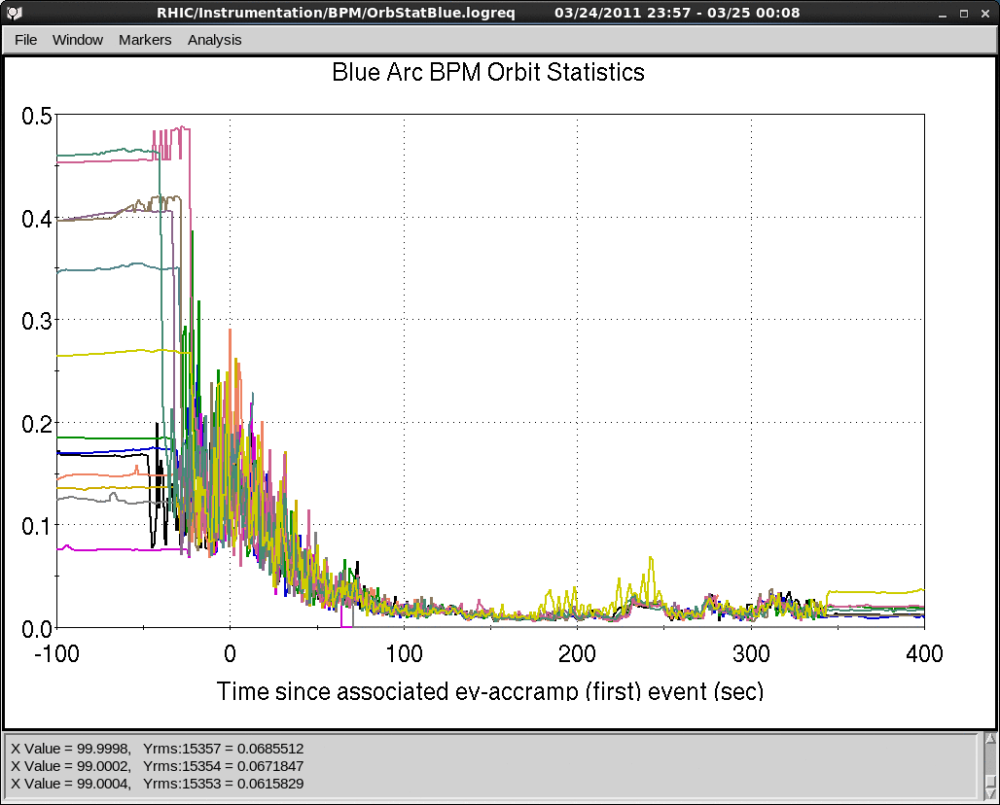 RHIC/Instrumentation/BPM/OrbStatBlue.logreq 03/24/2011 23:57 - 03/25 00:08
File Window Markers Analysis
Blue Arc BPM Orbit Statistics
0.5
0.4
0.3
0.2
0.1
0.0
-100 0 100 200 300 400
Time since associated ev-accramp (first) event (sec)
X Value = 99.9998, Yrms:15357 = 0.0685512
X Value = 99.0002, Yrms:15354 = 0.0671847
X Value = 99.0004, Yrms:15353 = 0.0615829